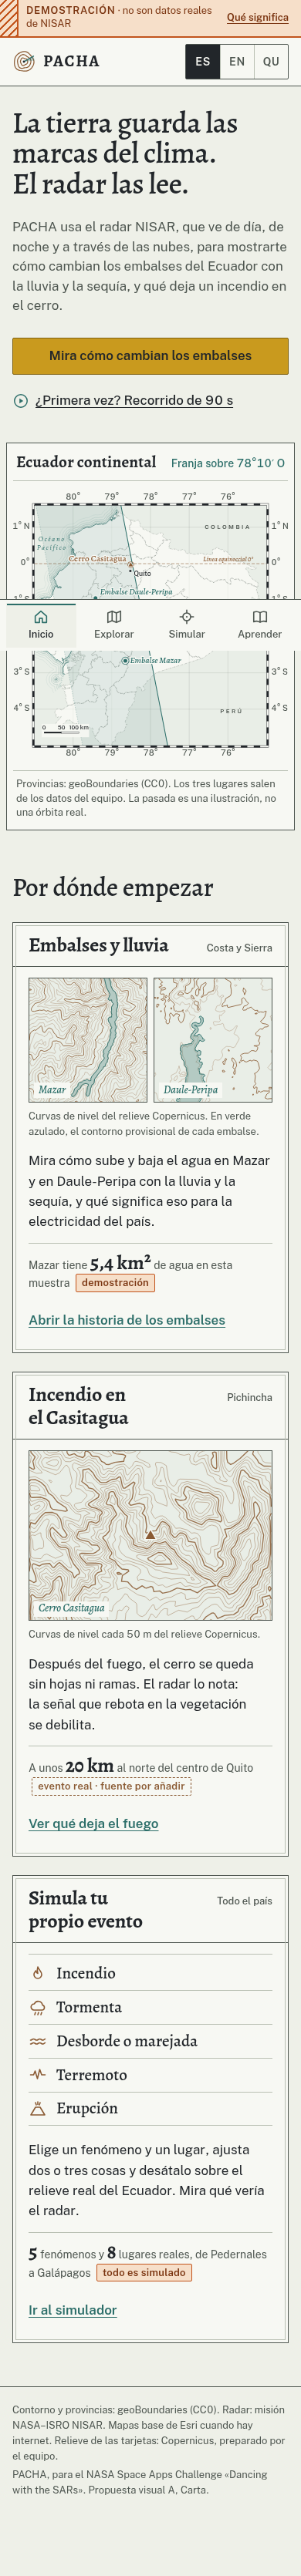 DEMOSTRACIÓN · no son datos reales
de NISAR
Qué significa
PACHA
ES EN QU
La tierra guarda las
marcas del clima.
El radar las lee.
PACHA usa el radar NISAR, que ve de día, de
noche y a través de las nubes, para mostrarte
cómo cambian los embalses del Ecuador con
la lluvia y la sequía, y qué deja un incendio en
el cerro.
Mira cómo cambian los embalses
¿Primera vez? Recorrido de 90 s
Ecuador continental
Franja sobre 78°10′ O
80° 79° 78° 77° 76°
1° N
1° N
COLOMBIA
Océano
Pacífico
Cerro Casitagua
Línea equinoccial 0°
0°
0°
Quito
Embalse Daule-Peripa
Inicio
Explorar
Simular
Aprender
Embalse Mazar
3° S
3° S
4° S
4° S
PERÚ
0 50 100 km
80° 79° 78° 77° 76°
Provincias: geoBoundaries (CC0). Los tres lugares salen
de los datos del equipo. La pasada es una ilustración, no
una órbita real.
Por dónde empezar
Embalses y lluvia
Costa y Sierra
Mazar
Daule-Peripa
Curvas de nivel del relieve Copernicus. En verde
azulado, el contorno provisional de cada embalse.
Mira cómo sube y baja el agua en Mazar
y en Daule-Peripa con la lluvia y la
sequía, y qué significa eso para la
electricidad del país.
Mazar tiene 5,4 km² de agua en esta
muestra demostración
Abrir la historia de los embalses
Incendio en
el Casitagua
Pichincha
Cerro Casitagua
Curvas de nivel cada 50 m del relieve Copernicus.
Después del fuego, el cerro se queda
sin hojas ni ramas. El radar lo nota:
la señal que rebota en la vegetación
se debilita.
A unos 20 km al norte del centro de Quito
evento real · fuente por añadir
Ver qué deja el fuego
Simula tu
propio evento
Todo el país
Incendio
Tormenta
Desborde o marejada
Terremoto
Erupción
Elige un fenómeno y un lugar, ajusta
dos o tres cosas y desátalo sobre el
relieve real del Ecuador. Mira qué vería
el radar.
5 fenómenos y 8 lugares reales, de Pedernales
a Galápagos todo es simulado
Ir al simulador
Contorno y provincias: geoBoundaries (CC0). Radar: misión
NASA–ISRO NISAR. Mapas base de Esri cuando hay
internet. Relieve de las tarjetas: Copernicus, preparado por
el equipo.
PACHA, para el NASA Space Apps Challenge «Dancing
with the SARs». Propuesta visual A, Carta.